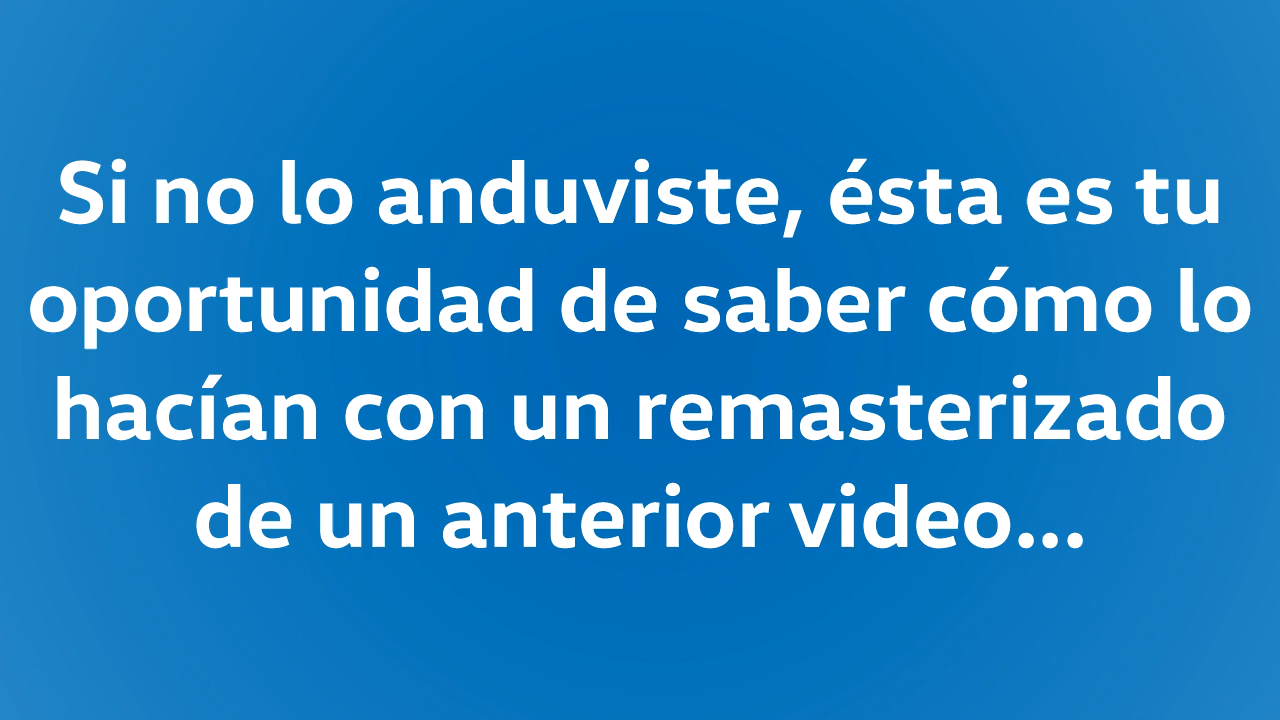 Si no lo anduviste, ésta es tu
oportunidad de saber cómo lo
hacían con un remasterizado
de un anterior video...